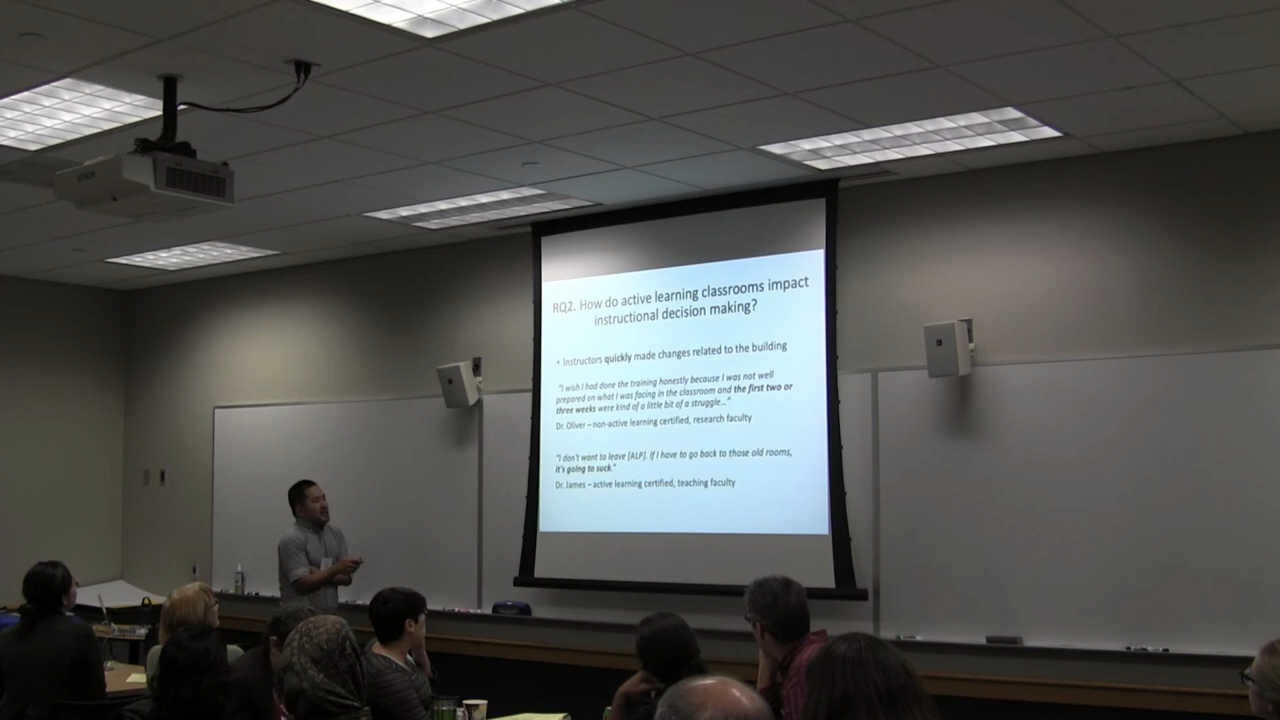 RQ2. How do active learning classrooms impact
instructional decision making?
• Instructors quickly made changes related to the building
"I wish I had done the training honestly because I was not well
prepared on what I was facing in the classroom and the first two or
three weeks were kind of a little bit of a struggle…"
Dr. Oliver – non-active learning certified, research faculty
"I don't want to leave [ALP]. If I have to go back to those old rooms,
it's going to suck."
Dr. James – active learning certified, teaching faculty